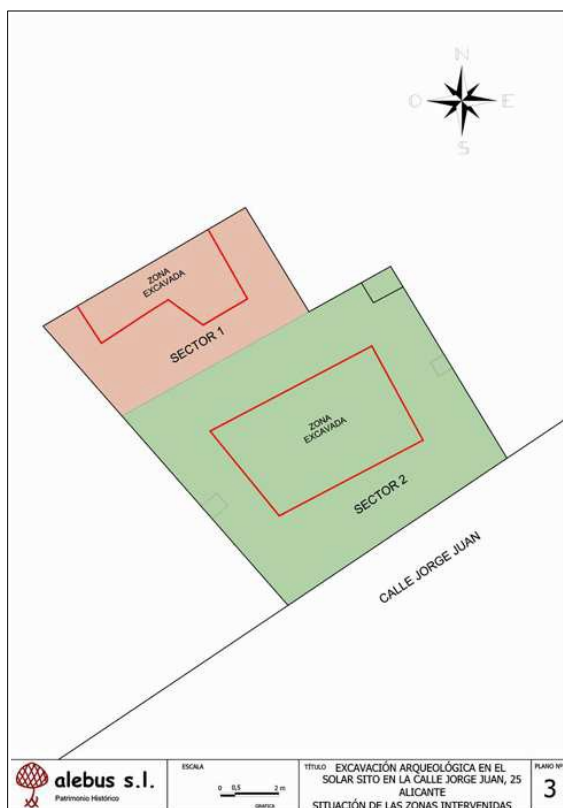 N
O E
S
ZONA
EXCAVADA
SECTOR 1
ZONA
EXCAVADA
SECTOR 2
CALLE JORGE JUAN
alebus s.l.
Patrimonio Histórico
ESCALA
0 0,5 2 m
GRAFICA
TÍTULO EXCAVACIÓN ARQUEOLÓGICA EN EL
SOLAR SITO EN LA CALLE JORGE JUAN, 25
ALICANTE
SITUACIÓN DE LAS ZONAS INTERVENIDAS
PLANO Nº
3